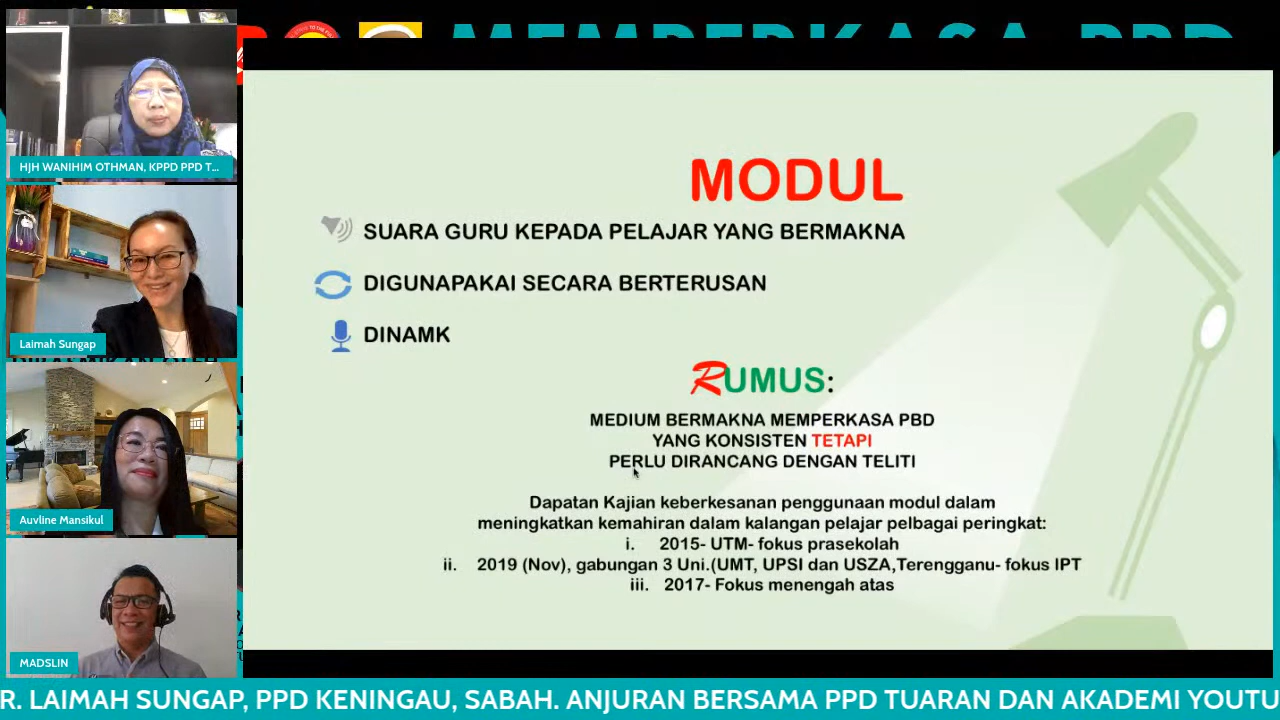 MEMPERKASA PBD
HJH WANIHIM OTHMAN, KPPD PPD T...
Laimah Sungap
Auvline Mansikul
MADSLIN
MODUL
SUARA GURU KEPADA PELAJAR YANG BERMAKNA
DIGUNAPAKAI SECARA BERTERUSAN
DINAMK
RUMUS:
MEDIUM BERMAKNA MEMPERKASA PBD
YANG KONSISTEN TETAPI
PERLU DIRANCANG DENGAN TELITI
Dapatan Kajian keberkesanan penggunaan modul dalam
meningkatkan kemahiran dalam kalangan pelajar pelbagai peringkat:
i. 2015- UTM- fokus prasekolah
ii. 2019 (Nov), gabungan 3 Uni.(UMT, UPSI dan USZA,Terengganu- fokus IPT
iii. 2017- Fokus menengah atas
R. LAIMAH SUNGAP, PPD KENINGAU, SABAH. ANJURAN BERSAMA PPD TUARAN DAN AKADEMI YOUTU